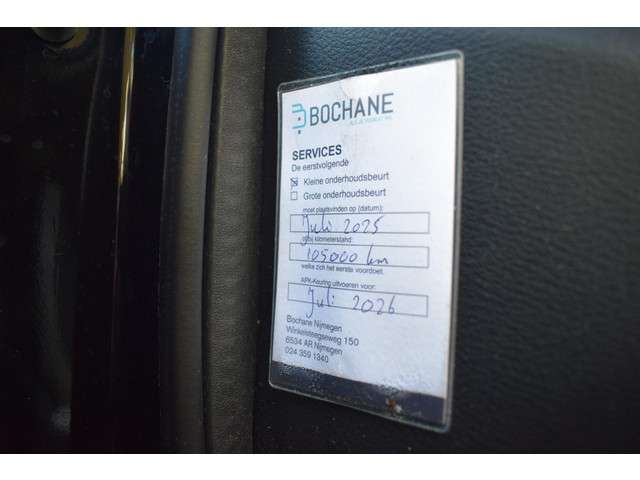 BOCHANE
SERVICES
De eerstvolgende
Kleine onderhoudsbeurt
Grote onderhoudsbeurt
moet plaatsvinden op (datum):
Juli 2025
of bij kilometerstand:
105000 km
welke zich het eerste voordoet.
APK-Keuring uitvoeren voor:
Juli 2026
Bochane Nijmegen
Winkelsteegseweg 150
6534 AR Nijmegen
024 359 1340